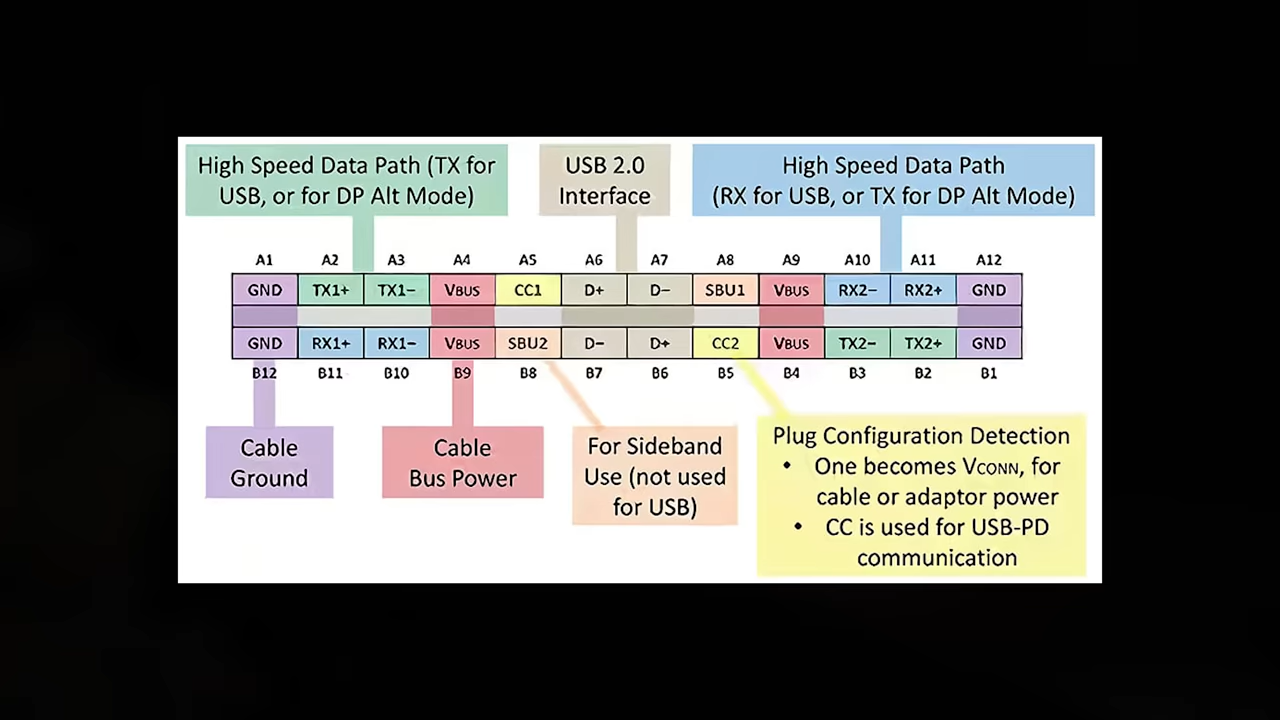 High Speed Data Path (TX for
USB, or for DP Alt Mode)
USB 2.0
Interface
High Speed Data Path
(RX for USB, or TX for DP Alt Mode)
A1 A2 A3 A4 A5 A6 A7 A8 A9 A10 A11 A12
GND TX1+ TX1− VBUS CC1 D+ D− SBU1 VBUS RX2− RX2+ GND
GND RX1+ RX1− VBUS SBU2 D− D+ CC2 VBUS TX2− TX2+ GND
B12 B11 B10 B9 B8 B7 B6 B5 B4 B3 B2 B1
Cable
Ground
Cable
Bus Power
For Sideband
Use (not used
for USB)
Plug Configuration Detection
• One becomes VCONN, for
cable or adaptor power
• CC is used for USB-PD
communication